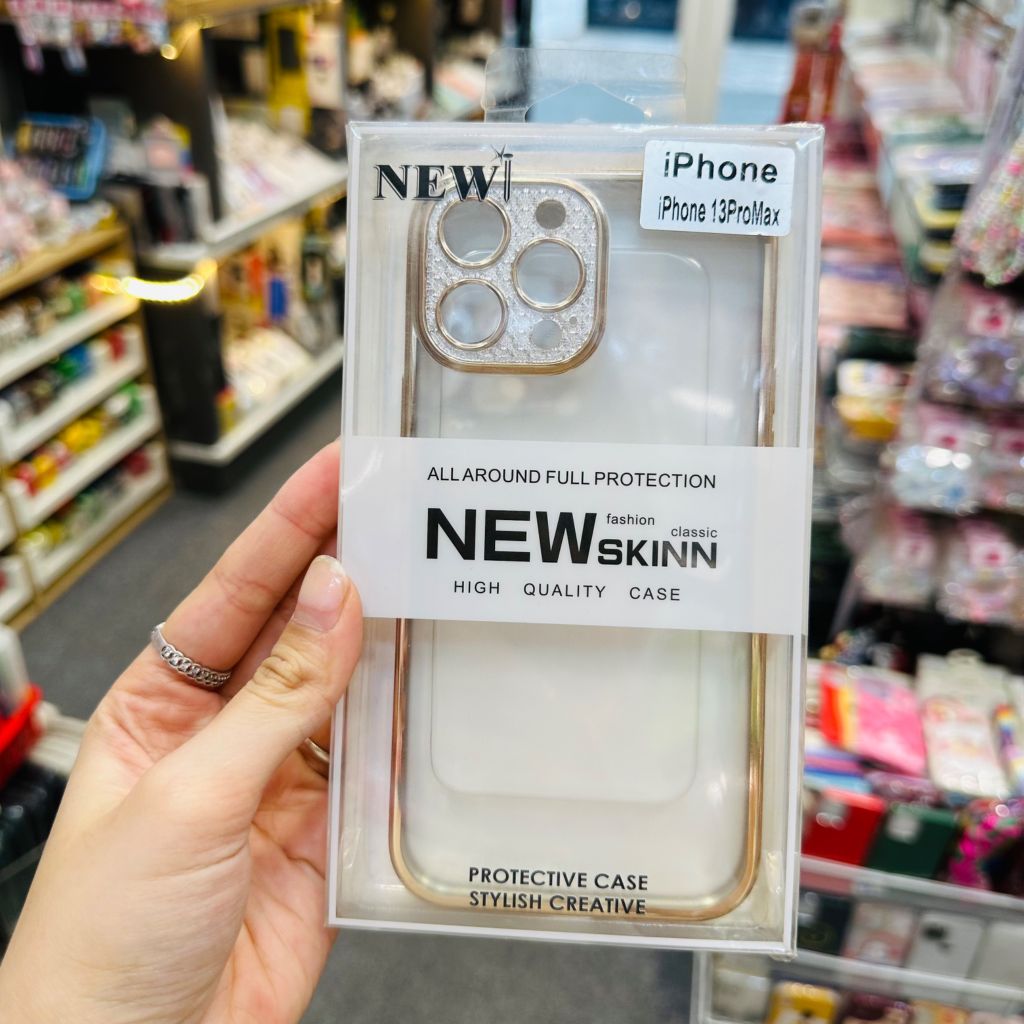 NEW
iPhone
iPhone 13ProMax
ALL AROUND FULL PROTECTION
NEW fashion classic
SKINN
HIGH QUALITY CASE
PROTECTIVE CASE
STYLISH CREATIVE